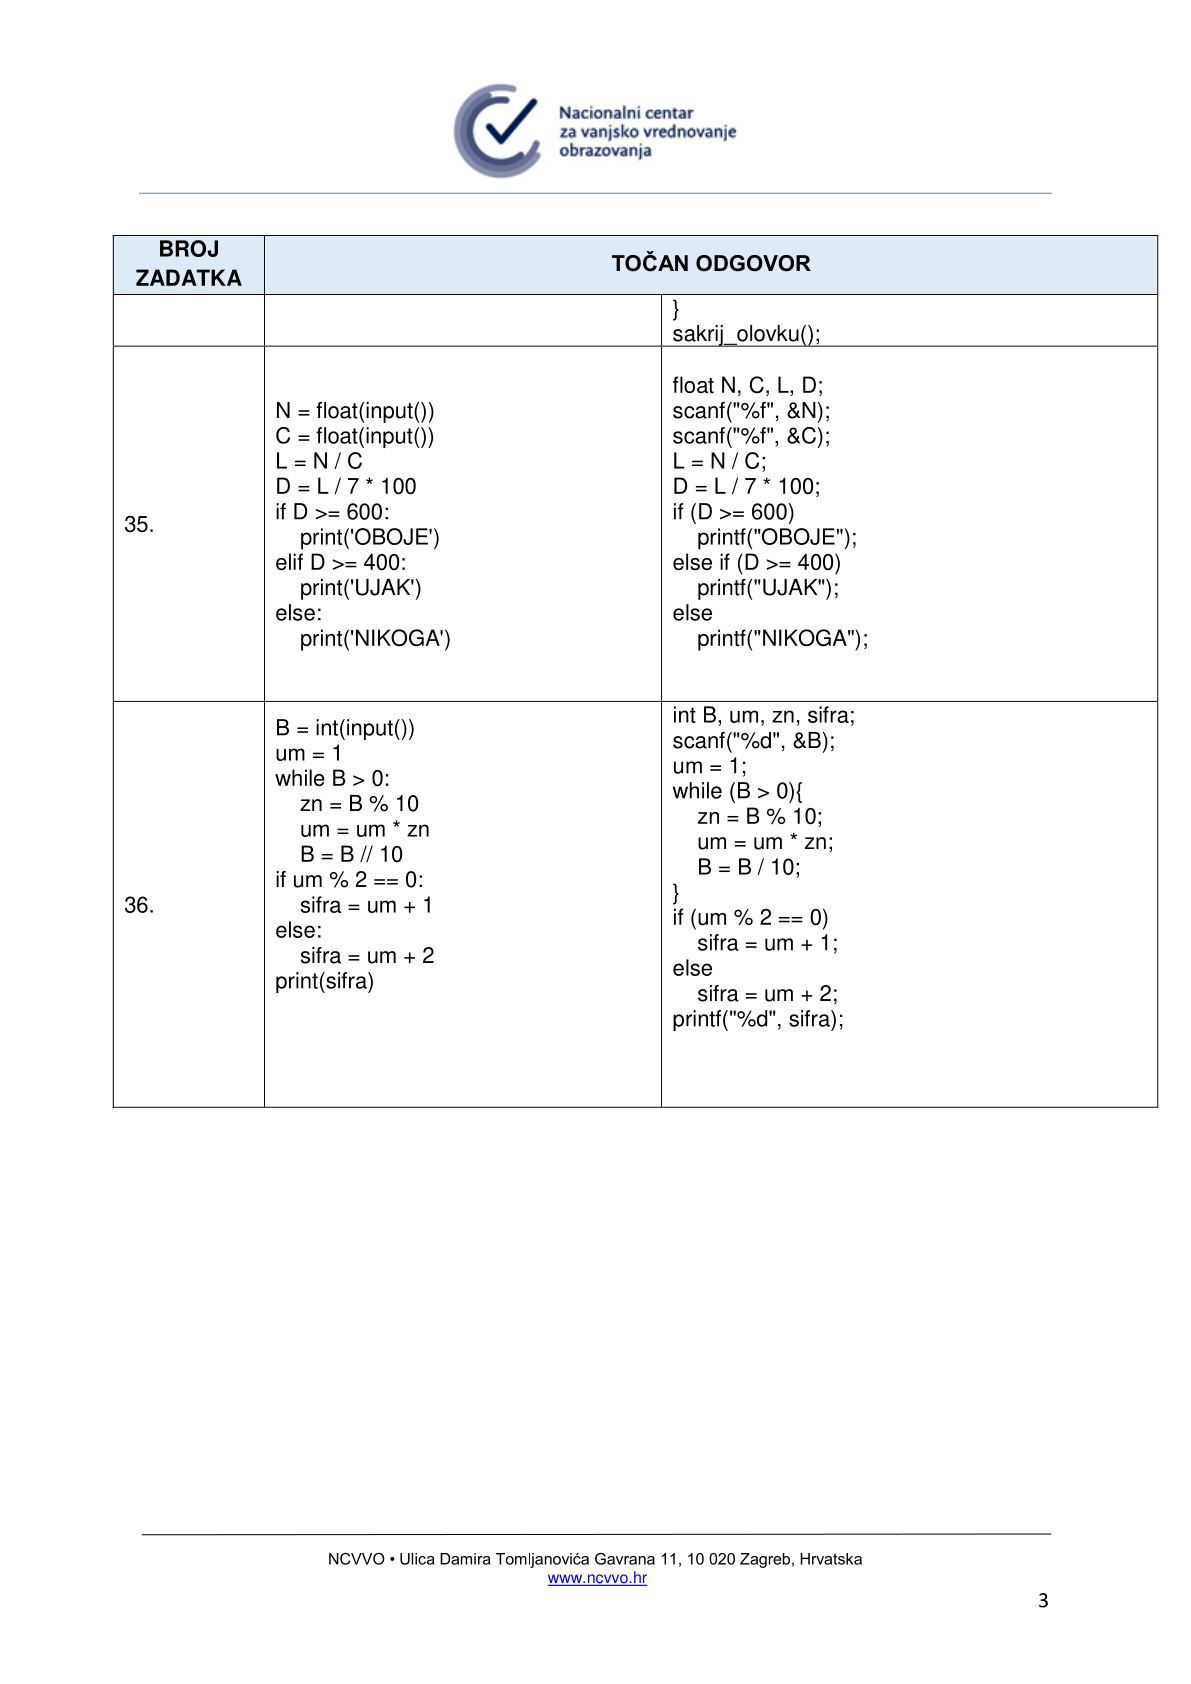 Nacionalni centar
za vanjsko vrednovanje
obrazovanja
BROJ
ZADATKA
TOČAN ODGOVOR
}
sakrij_olovku();
35.
N = float(input())
C = float(input())
L = N / C
D = L / 7 * 100
if D >= 600:
    print('OBOJE')
elif D >= 400:
    print('UJAK')
else:
    print('NIKOGA')
float N, C, L, D;
scanf("%f", &N);
scanf("%f", &C);
L = N / C;
D = L / 7 * 100;
if (D >= 600)
    printf("OBOJE");
else if (D >= 400)
    printf("UJAK");
else
    printf("NIKOGA");
36.
B = int(input())
um = 1
while B > 0:
    zn = B % 10
    um = um * zn
    B = B // 10
if um % 2 == 0:
    sifra = um + 1
else:
    sifra = um + 2
print(sifra)
int B, um, zn, sifra;
scanf("%d", &B);
um = 1;
while (B > 0){
    zn = B % 10;
    um = um * zn;
    B = B / 10;
}
if (um % 2 == 0)
    sifra = um + 1;
else
    sifra = um + 2;
printf("%d", sifra);
NCVVO • Ulica Damira Tomljanovića Gavrana 11, 10 020 Zagreb, Hrvatska
www.ncvvo.hr
3